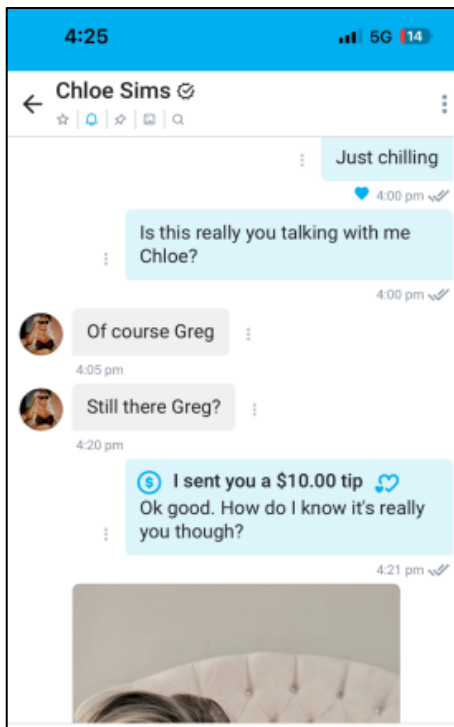 4:25 5G 14
Chloe Sims
Just chilling
4:00 pm
Is this really you talking with me
Chloe?
4:00 pm
Of course Greg
4:05 pm
Still there Greg?
4:20 pm
$ I sent you a $10.00 tip
Ok good. How do I know it's really
you though?
4:21 pm